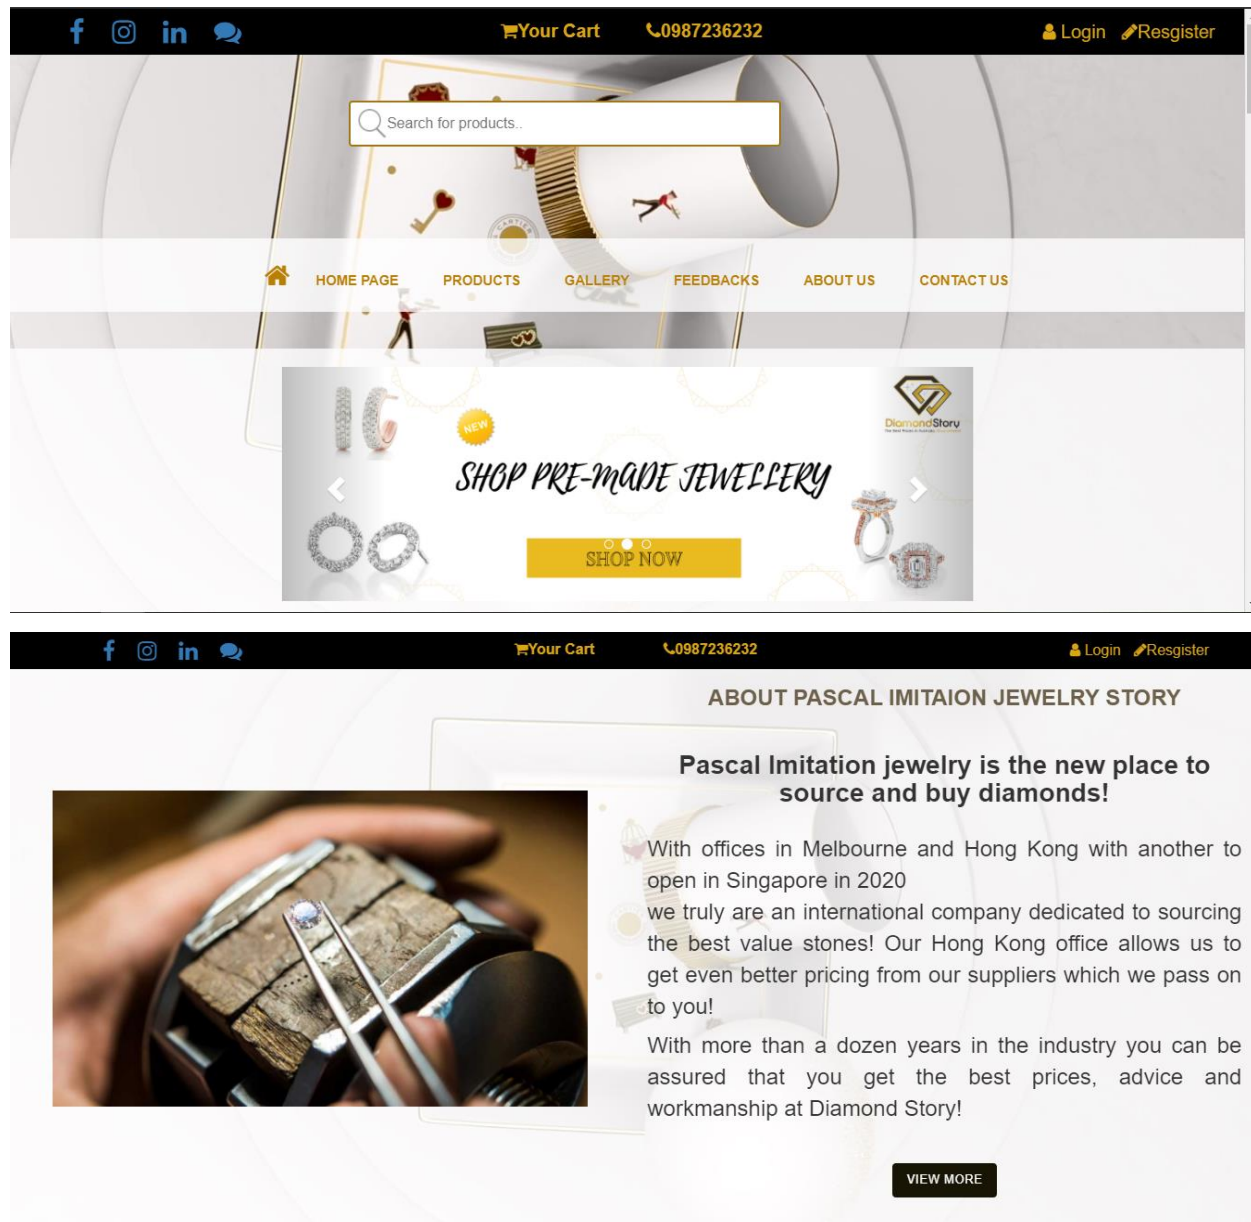 Your Cart 0987236232 Login Resgister
Search for products..
CARTIER
HOME PAGE PRODUCTS GALLERY FEEDBACKS ABOUT US CONTACT US
DiamondStory
NEW
SHOP PRE-MADE JEWELLERY
SHOP NOW
Your Cart 0987236232 Login Resgister
ABOUT PASCAL IMITAION JEWELRY STORY
Pascal Imitation jewelry is the new place to
source and buy diamonds!
With offices in Melbourne and Hong Kong with another to
open in Singapore in 2020
we truly are an international company dedicated to sourcing
the best value stones! Our Hong Kong office allows us to
get even better pricing from our suppliers which we pass on
to you!
With more than a dozen years in the industry you can be
assured that you get the best prices, advice and
workmanship at Diamond Story!
VIEW MORE